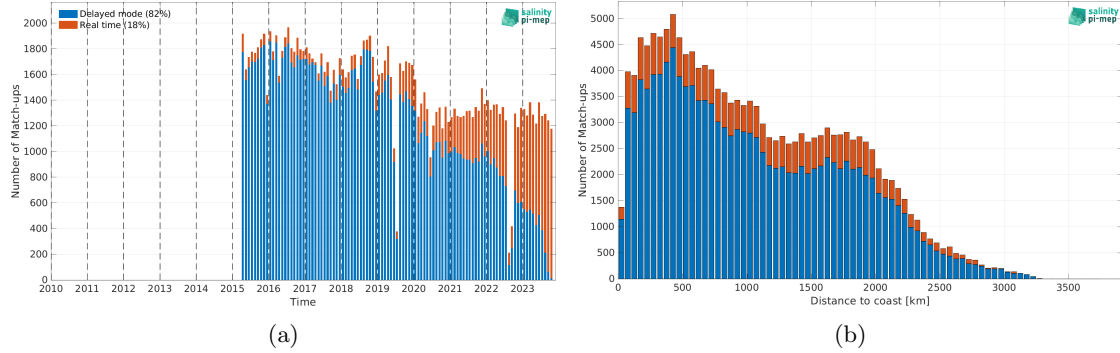 Delayed mode (82%)
Real time (18%)
salinity
pi-mep
Number of Match-ups
2000
1800
1600
1400
1200
1000
800
600
400
200
0
2010 2011 2012 2013 2014 2015 2016 2017 2018 2019 2020 2021 2022 2023
Time
(a)
salinity
pi-mep
Number of Match-ups
5000
4500
4000
3500
3000
2500
2000
1500
1000
500
0
0 500 1000 1500 2000 2500 3000 3500
Distance to coast [km]
(b)